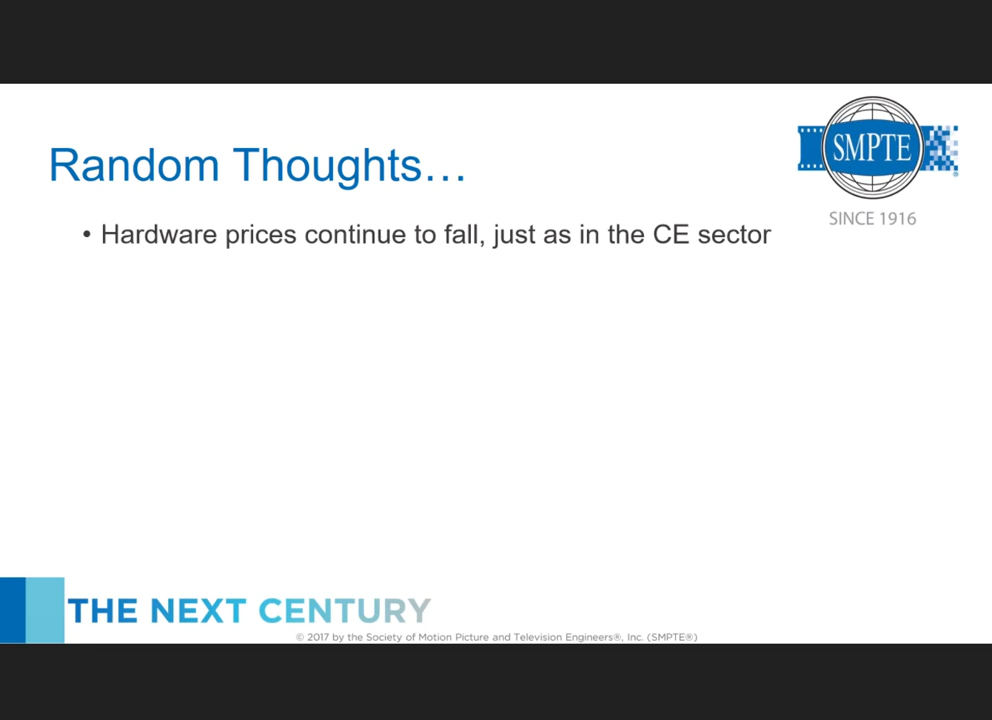 Random Thoughts…
SMPTE
®
SINCE 1916
• Hardware prices continue to fall, just as in the CE sector
THE NEXT CENTURY
© 2017 by the Society of Motion Picture and Television Engineers®, Inc. (SMPTE®)